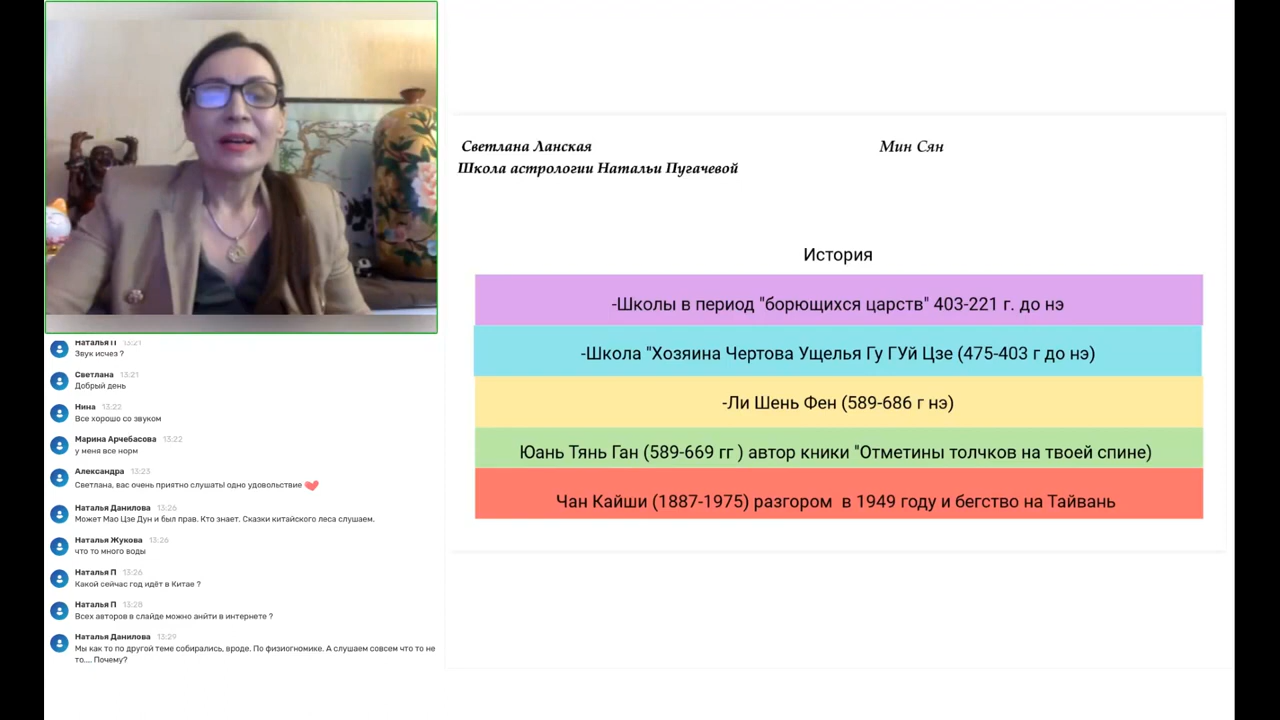 Светлана Ланская
Мин Сян
Школа астрологии Натальи Пугачевой
История
-Школы в период "борющихся царств" 403-221 г. до нэ
-Школа "Хозяина Чертова Ущелья Гу ГУй Цзе (475-403 г до нэ)
-Ли Шень Фен (589-686 г нэ)
Юань Тянь Ган (589-669 гг ) автор кники "Отметины толчков на твоей спине)
Чан Кайши (1887-1975) разгором в 1949 году и бегство на Тайвань
Наталья П 13:21
Звук исчез ?
Светлана 13:21
Добрый день
Нина 13:22
Все хорошо со звуком
Марина Арчебасова 13:22
у меня все норм
Александра 13:23
Светлана, вас очень приятно слушать! одно удовольствие
Наталья Данилова 13:26
Может Мао Цзе Дун и был прав. Кто знает. Сказки китайского леса слушаем.
Наталья Жукова 13:26
что то много воды
Наталья П 13:26
Какой сейчас год идёт в Китае ?
Наталья П 13:28
Всех авторов в слайде можно анйти в интернете ?
Наталья Данилова 13:29
Мы как то по другой теме собирались, вроде. По физиогномике. А слушаем совсем что то не
то.... Почему?